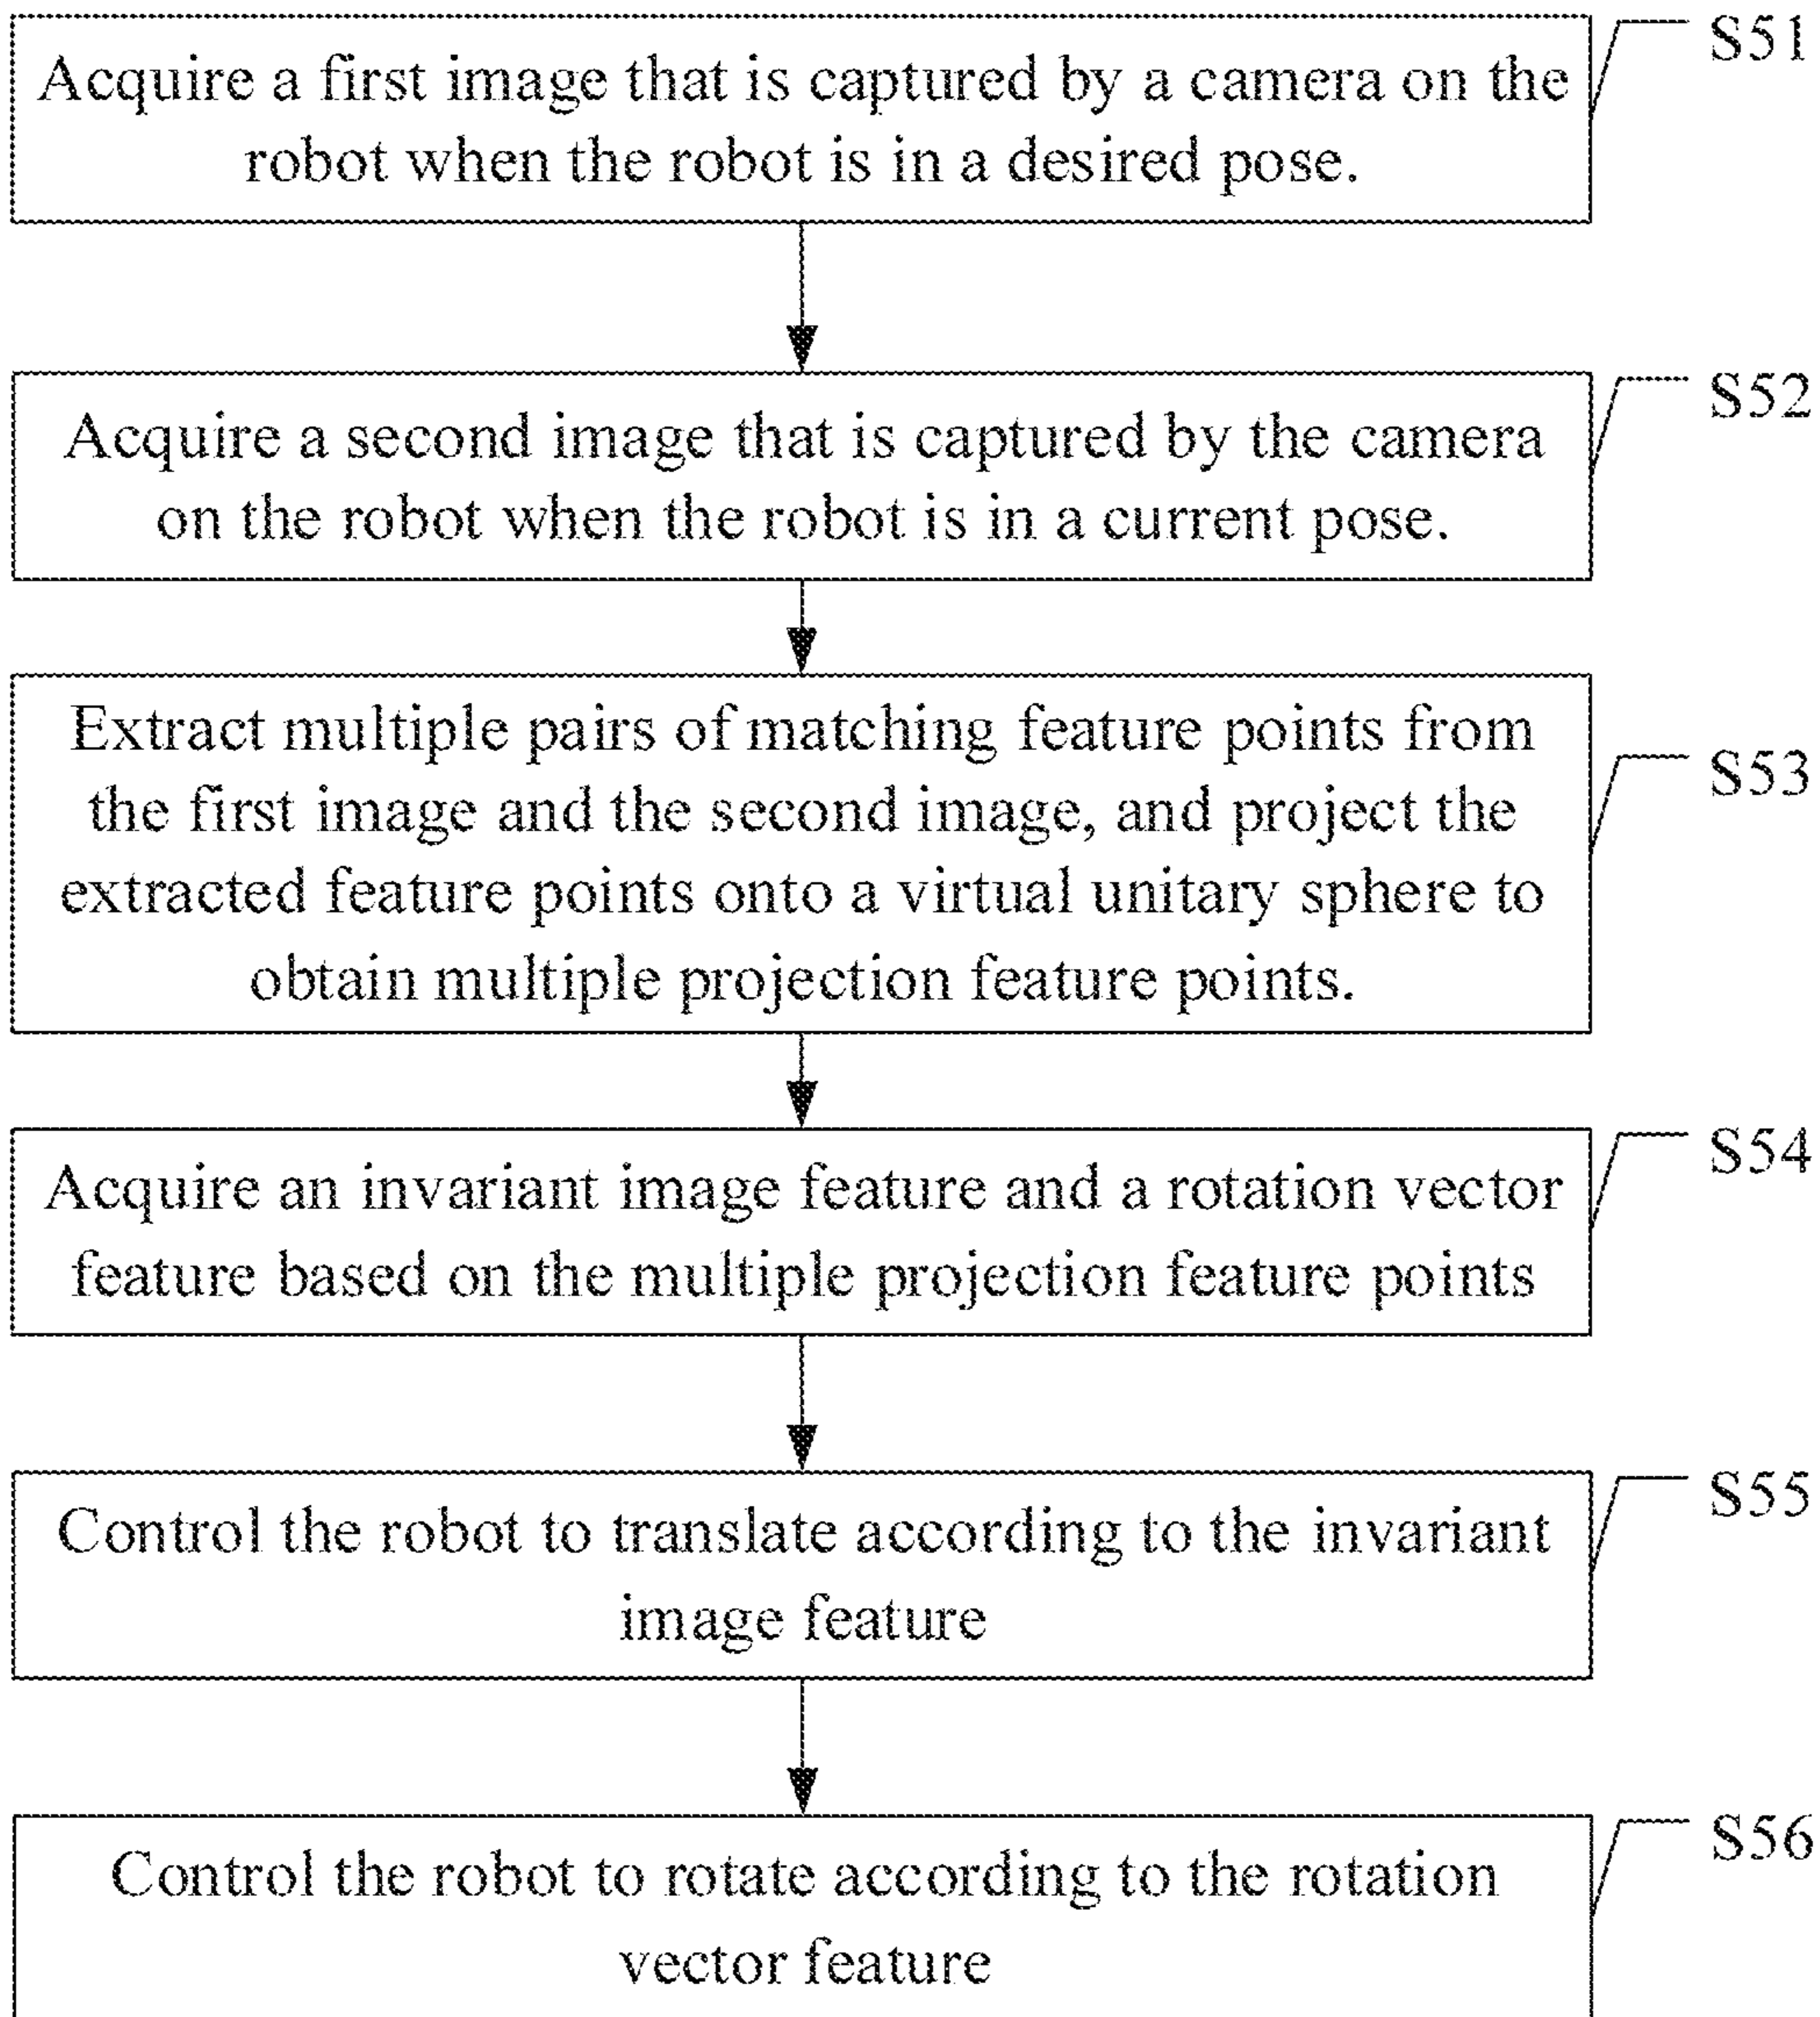 S51
Acquire a first image that is captured by a camera on the
robot when the robot is in a desired pose.
S52
Acquire a second image that is captured by the camera
on the robot when the robot is in a current pose.
S53
Extract multiple pairs of matching feature points from
the first image and the second image, and project the
extracted feature points onto a virtual unitary sphere to
obtain multiple projection feature points.
S54
Acquire an invariant image feature and a rotation vector
feature based on the multiple projection feature points
S55
Control the robot to translate according to the invariant
image feature
S56
Control the robot to rotate according to the rotation
vector feature